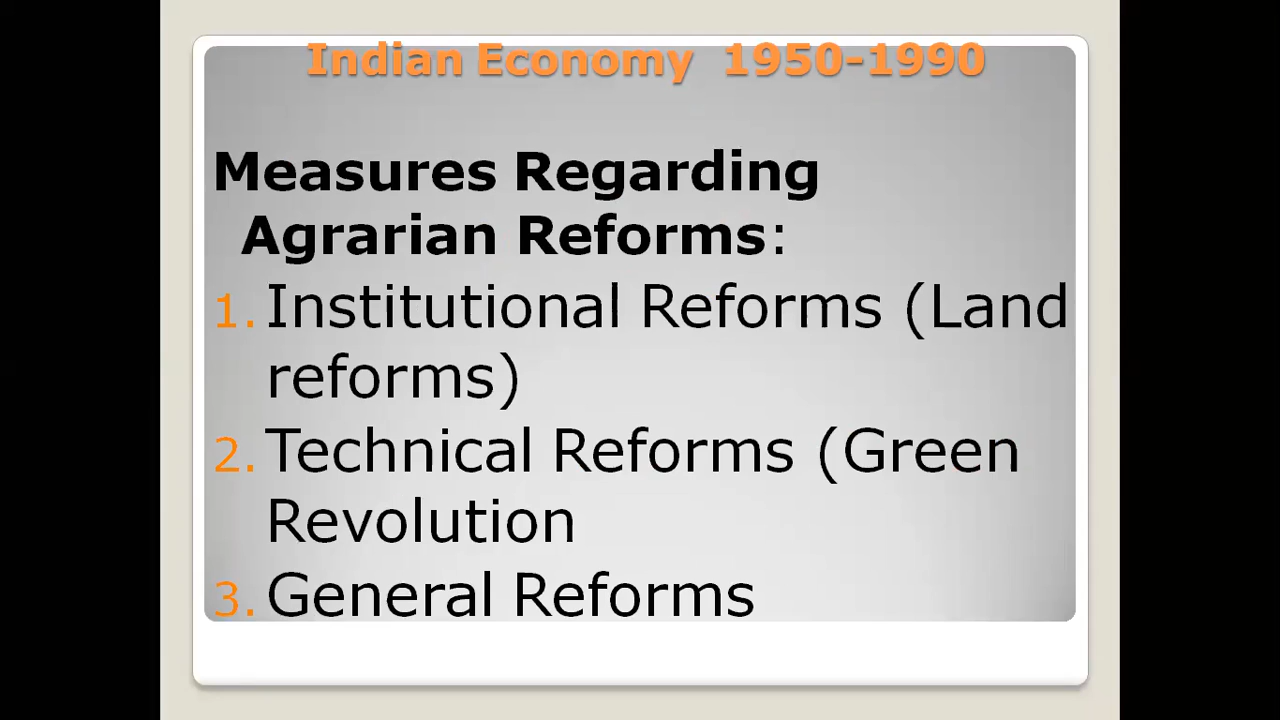 Indian Economy 1950-1990
Measures Regarding
Agrarian Reforms:
1. Institutional Reforms (Land
reforms)
2. Technical Reforms (Green
Revolution
3. General Reforms